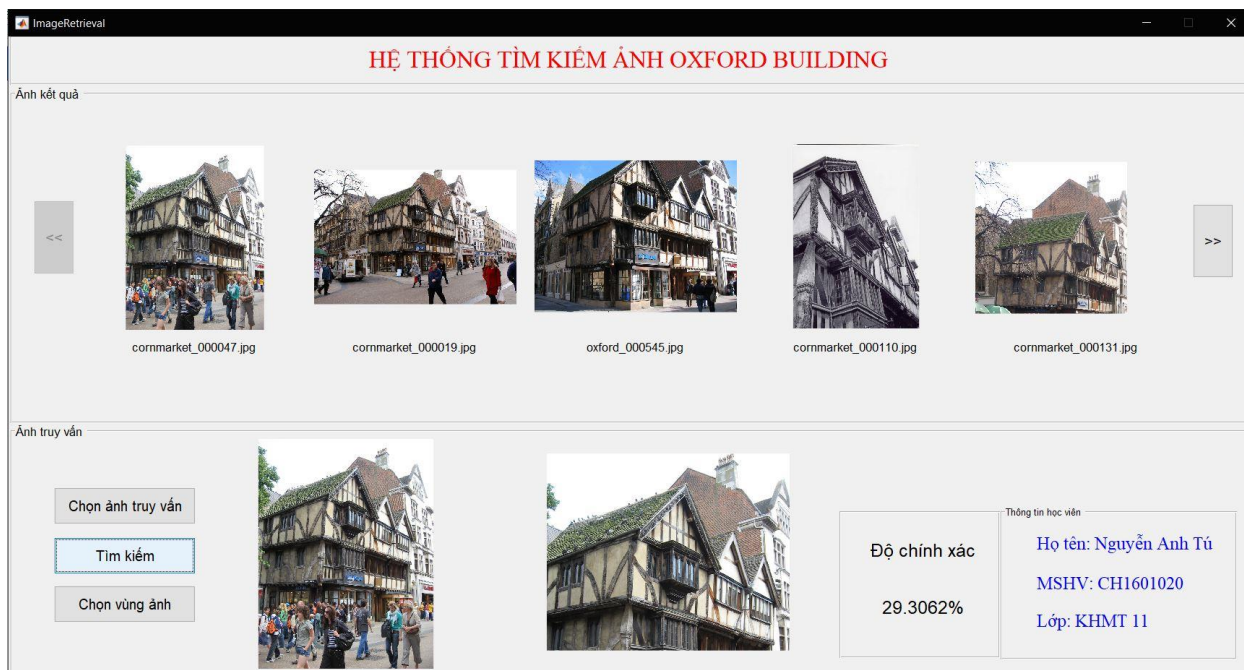 ImageRetrieval
HỆ THỐNG TÌM KIẾM ẢNH OXFORD BUILDING
Ảnh kết quả
<<
>>
cornmarket_000047.jpg
cornmarket_000019.jpg
oxford_000545.jpg
cornmarket_000110.jpg
cornmarket_000131.jpg
Ảnh truy vấn
Chọn ảnh truy vấn
Tìm kiếm
Chọn vùng ảnh
Độ chính xác
29.3062%
Thông tin học viên
Họ tên: Nguyễn Anh Tú
MSHV: CH1601020
Lớp: KHMT 11